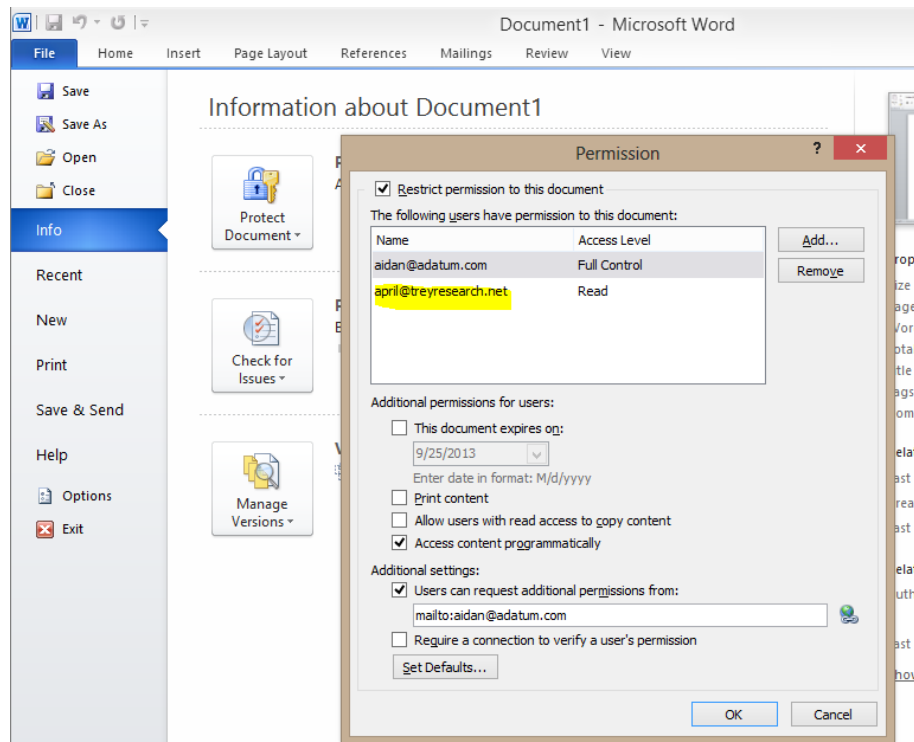 Document1 - Microsoft Word
File Home Insert Page Layout References Mailings Review View
Save
Save As
Open
Close
Info
Recent
New
Print
Save & Send
Help
Options
Exit
Information about Document1
Protect
Document
Check for
Issues
Manage
Versions
Permission ?
Restrict permission to this document
The following users have permission to this document:
Name Access Level
aidan@adatum.com Full Control
april@treyresearch.net Read
Add...
Remove
Additional permissions for users:
This document expires on:
9/25/2013
Enter date in format: M/d/yyyy
Print content
Allow users with read access to copy content
Access content programmatically
Additional settings:
Users can request additional permissions from:
mailto:aidan@adatum.com
Require a connection to verify a user's permission
Set Defaults...
OK Cancel